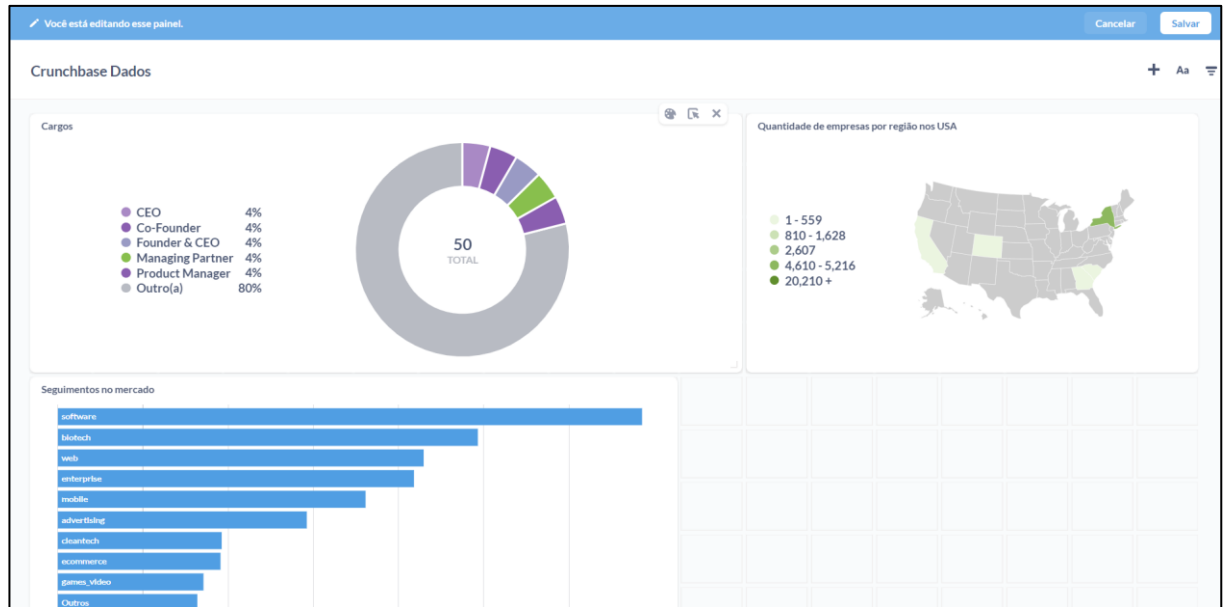 Você está editando esse painel.
Cancelar
Salvar
Crunchbase Dados
Aa
Cargos
CEO 4%
Co-Founder 4%
Founder & CEO 4%
Managing Partner 4%
Product Manager 4%
Outro(a) 80%
50
TOTAL
Quantidade de empresas por região nos USA
1 - 559
810 - 1,628
2,607
4,610 - 5,216
20,210 +
Seguimentos no mercado
software
biotech
web
enterprise
mobile
advertising
cleantech
ecommerce
games_video
Outros